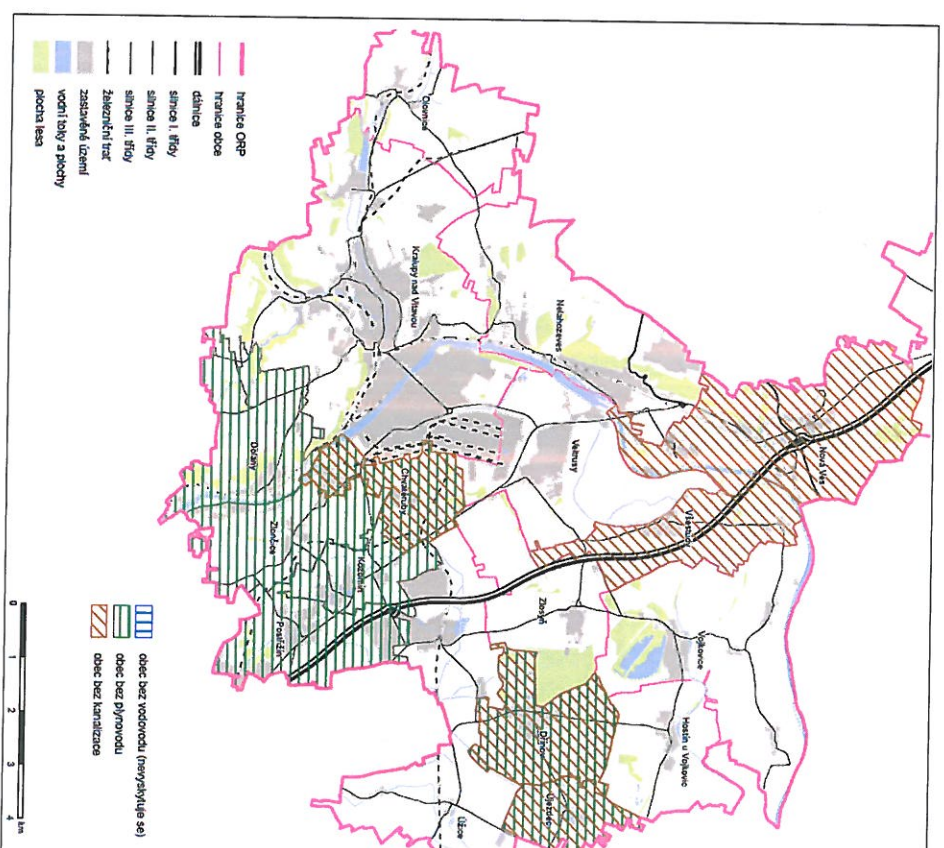 hranice ORP
hranice obce
dálnice
silnice I. třídy
silnice II. třídy
silnice III. třídy
železniční trať
zastavěné území
vodní toky a plochy
plocha lesa
obec bez vodovodu (nevyskytuje se)
obec bez plynovodu
obec bez kanalizace
0 1 2 3 4
km
Olovnice
Kralupy nad Vltavou
Nelahozeves
Nová Ves
Veltrusy
Všestudy
Chvatěruby
Dolany
Zlončice
Kozomín
Postřižín
Zlosyň
Vojkovice
Hostín u Vojkovic
Dřínov
Újezdec
Úžice